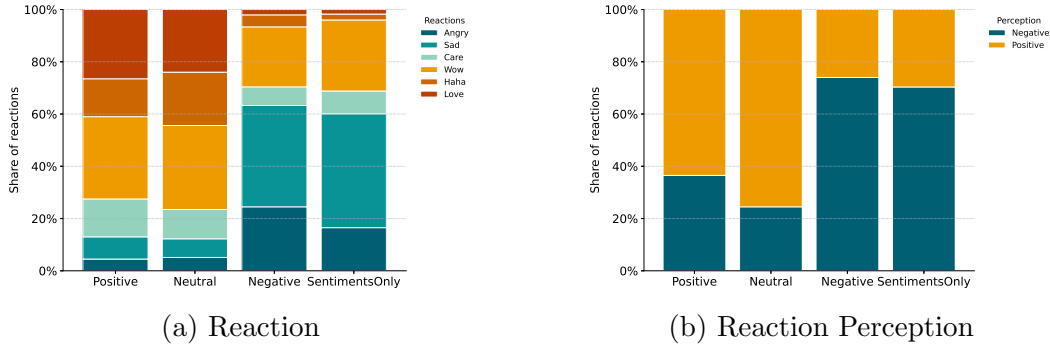 100%
80%
60%
40%
20%
0%
Share of reactions
Positive
Neutral
Negative
SentimentsOnly
Reactions
Angry
Sad
Care
Wow
Haha
Love
(a) Reaction
100%
80%
60%
40%
20%
0%
Share of reactions
Positive
Neutral
Negative
SentimentsOnly
Perception
Negative
Positive
(b) Reaction Perception